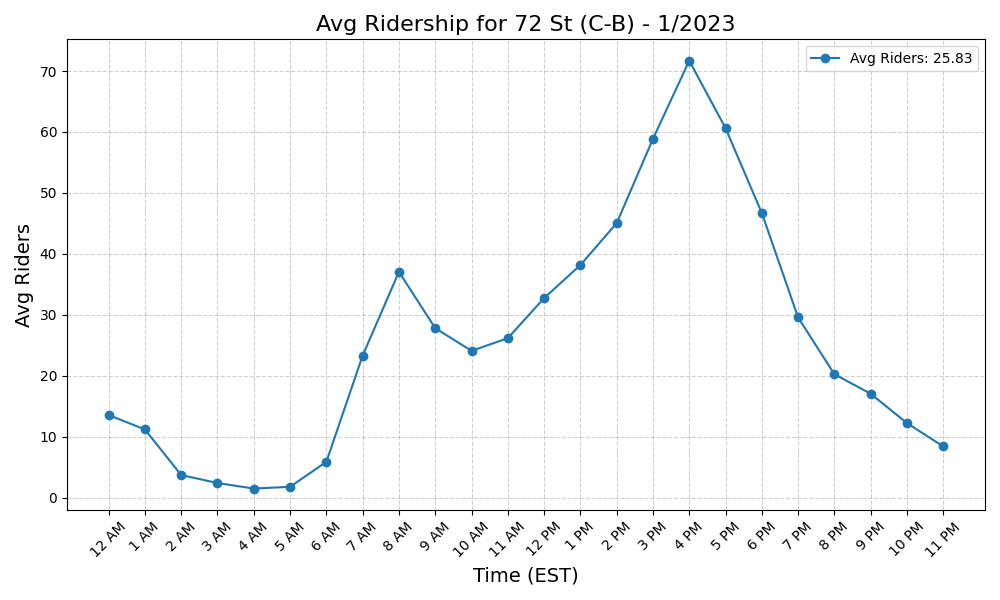 Avg Ridership for 72 St (C-B) - 1/2023
Avg Riders: 25.83
Avg Riders
70
60
50
40
30
20
10
0
12 AM
1 AM
2 AM
3 AM
4 AM
5 AM
6 AM
7 AM
8 AM
9 AM
10 AM
11 AM
12 PM
1 PM
2 PM
3 PM
4 PM
5 PM
6 PM
7 PM
8 PM
9 PM
10 PM
11 PM
Time (EST)